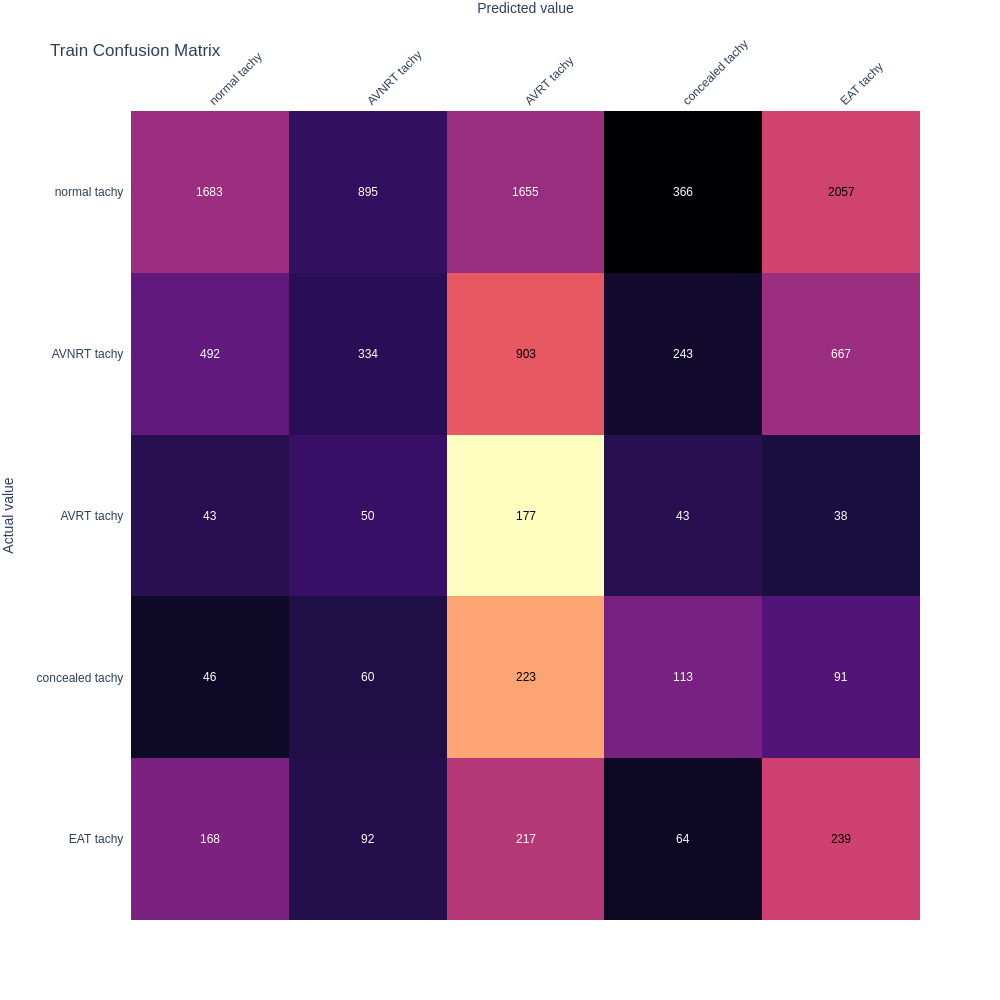 Predicted value
Train Confusion Matrix
normal tachy
AVNRT tachy
AVRT tachy
concealed tachy
EAT tachy
normal tachy 1683 895 1655 366 2057
AVNRT tachy 492 334 903 243 667
AVRT tachy 43 50 177 43 38
concealed tachy 46 60 223 113 91
EAT tachy 168 92 217 64 239
Actual value